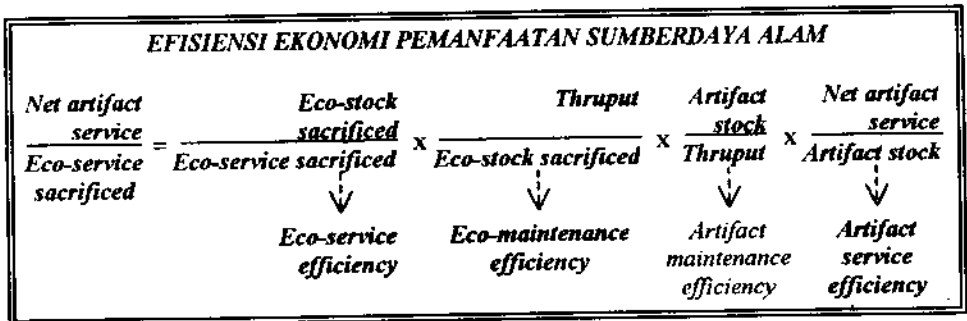 EFISIENSI EKONOMI PEMANFAATAN SUMBERDAYA ALAM
Net artifact service / Eco-service sacrificed = Eco-stock sacrificed / Eco-service sacrificed x Thruput / Eco-stock sacrificed x Artifact stock / Thruput x Net artifact service / Artifact stock
Eco-service efficiency
Eco-maintenance efficiency
Artifact maintenance efficiency
Artifact service efficiency